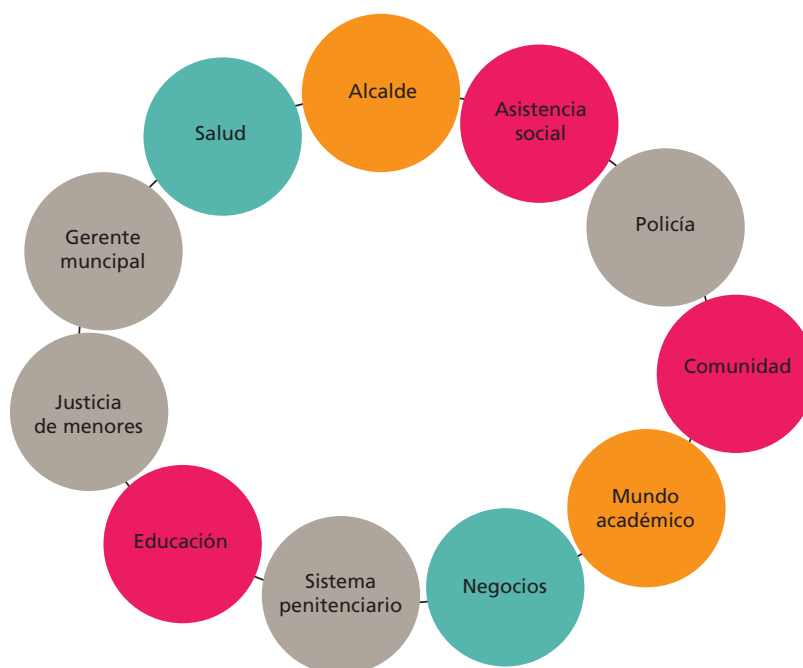 Alcalde
Asistencia
social
Policía
Comunidad
Mundo
académico
Negocios
Sistema
penitenciario
Educación
Justicia
de menores
Gerente
muncipal
Salud